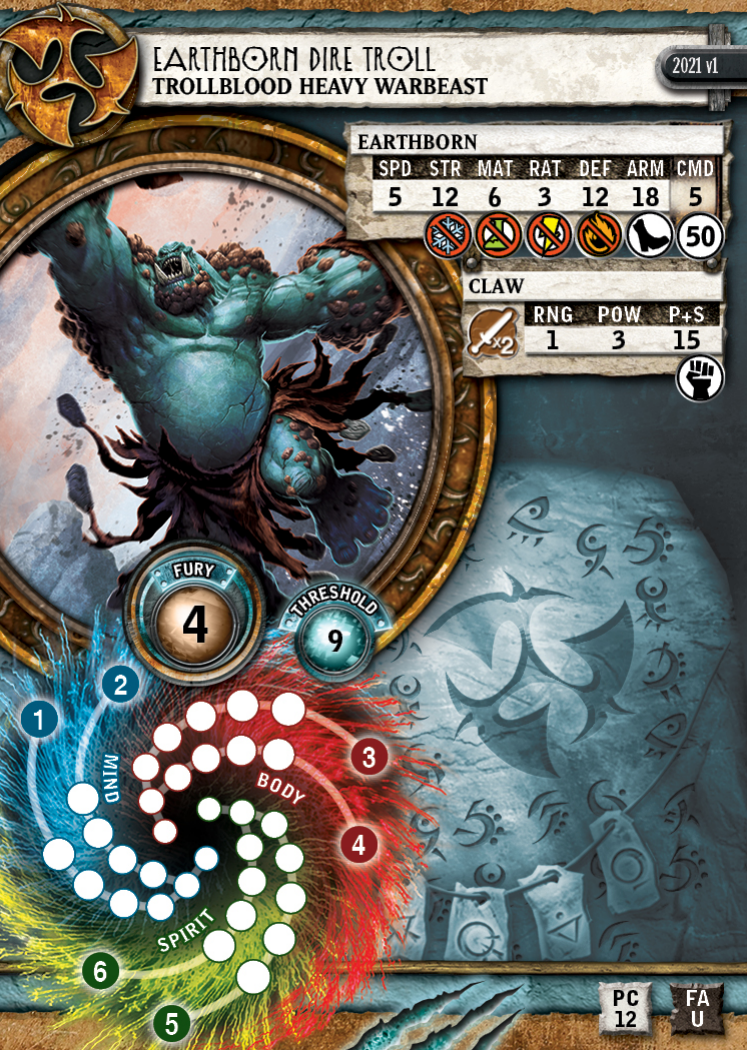 EARTHBORN DIRE TROLL
TROLLBLOOD HEAVY WARBEAST
2021 v1
EARTHBORN
SPD STR MAT RAT DEF ARM CMD
5 12 6 3 12 18 5
50
CLAW
RNG POW P+S
x2 1 3 15
FURY
4
THRESHOLD
9
1
2
MIND
3
BODY
4
SPIRIT
6
5
PC
12
FA
U